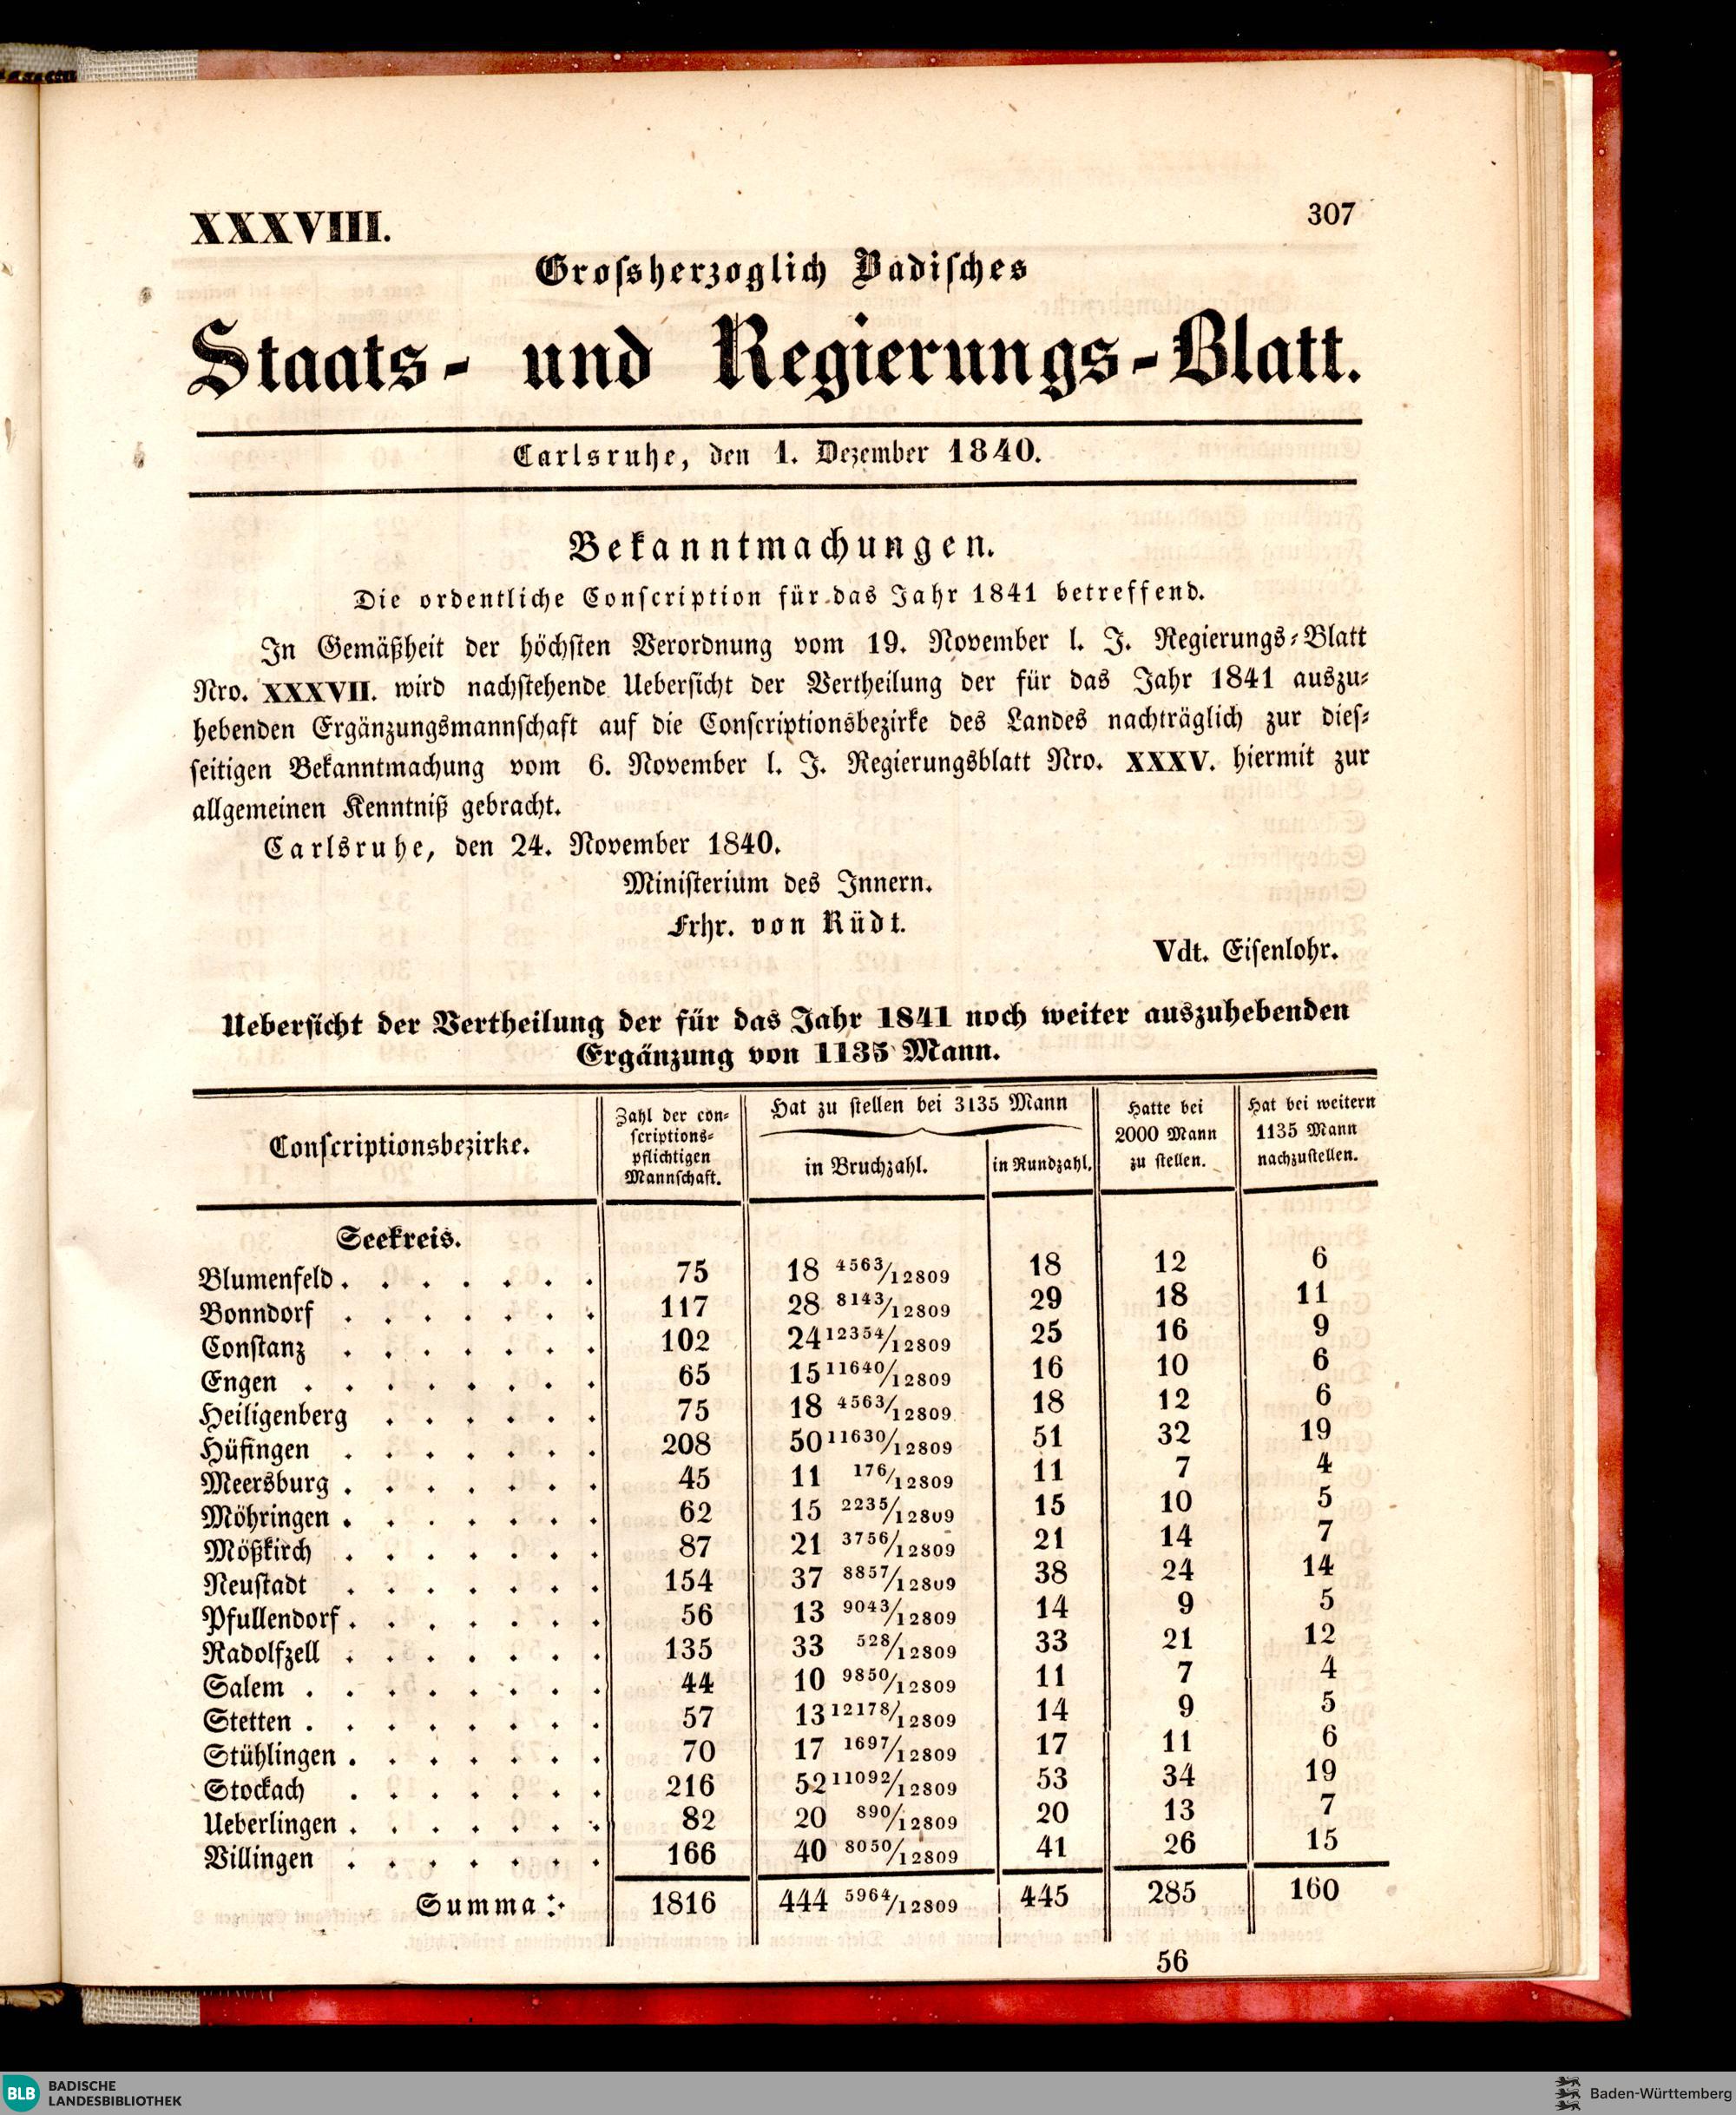 XXXVIII.
307
Grossherzoglich Badisches
Staats- und Regierungs-Blatt.
Carlsruhe, den 1. Dezember 1840.
Bekanntmachungen.
Die ordentliche Conscription für das Jahr 1841 betreffend.
In Gemäßheit der höchsten Verordnung vom 19. November l. J. Regierungs-Blatt
Nro. XXXVII. wird nachstehende Uebersicht der Vertheilung der für das Jahr 1841 auszu-
hebenden Ergänzungsmannschaft auf die Conscriptionsbezirke des Landes nachträglich zur dies-
seitigen Bekanntmachung vom 6. November l. J. Regierungsblatt Nro. XXXV. hiermit zur
allgemeinen Kenntniß gebracht.
Carlsruhe, den 24. November 1840.
Ministerium des Innern.
Frhr. von Rüdt.
Vdt. Eisenlohr.
Uebersicht der Vertheilung der für das Jahr 1841 noch weiter auszuhebenden
Ergänzung von 1135 Mann.
Conscriptionsbezirke.
Zahl der con-
scriptions-
pflichtigen
Mannschaft.
Hat zu stellen bei 3135 Mann
in Bruchzahl.
in Rundzahl.
Hatte bei
2000 Mann
zu stellen.
Hat bei weitern
1135 Mann
nachzustellen.
Seekreis.
Blumenfeld . . . . . . . 75 18 4563/12809 18 12 6
Bonndorf . . . . . . . 117 28 8143/12809 29 18 11
Constanz . . . . . . . 102 24 12354/12809 25 16 9
Engen . . . . . . . . 65 15 11640/12809 16 10 6
Heiligenberg . . . . . . 75 18 4563/12809 18 12 6
Hüfingen . . . . . . . 208 50 11630/12809 51 32 19
Meersburg . . . . . . . 45 11 176/12809 11 7 4
Möhringen . . . . . . . 62 15 2235/12809 15 10 5
Mößkirch . . . . . . . 87 21 3756/12809 21 14 7
Neustadt . . . . . . . 154 37 8857/12809 38 24 14
Pfullendorf . . . . . . . 56 13 9043/12809 14 9 5
Radolfzell . . . . . . . 135 33 528/12809 33 21 12
Salem . . . . . . . . 44 10 9850/12809 11 7 4
Stetten . . . . . . . . 57 13 12178/12809 14 9 5
Stühlingen . . . . . . . 70 17 1697/12809 17 11 6
Stockach . . . . . . . 216 52 11092/12809 53 34 19
Ueberlingen . . . . . . . 82 20 890/12809 20 13 7
Villingen . . . . . . . 166 40 8050/12809 41 26 15
Summa :· 1816 444 5964/12809 445 285 160
56
BLB BADISCHE
LANDESBIBLIOTHEK
Baden-Württemberg